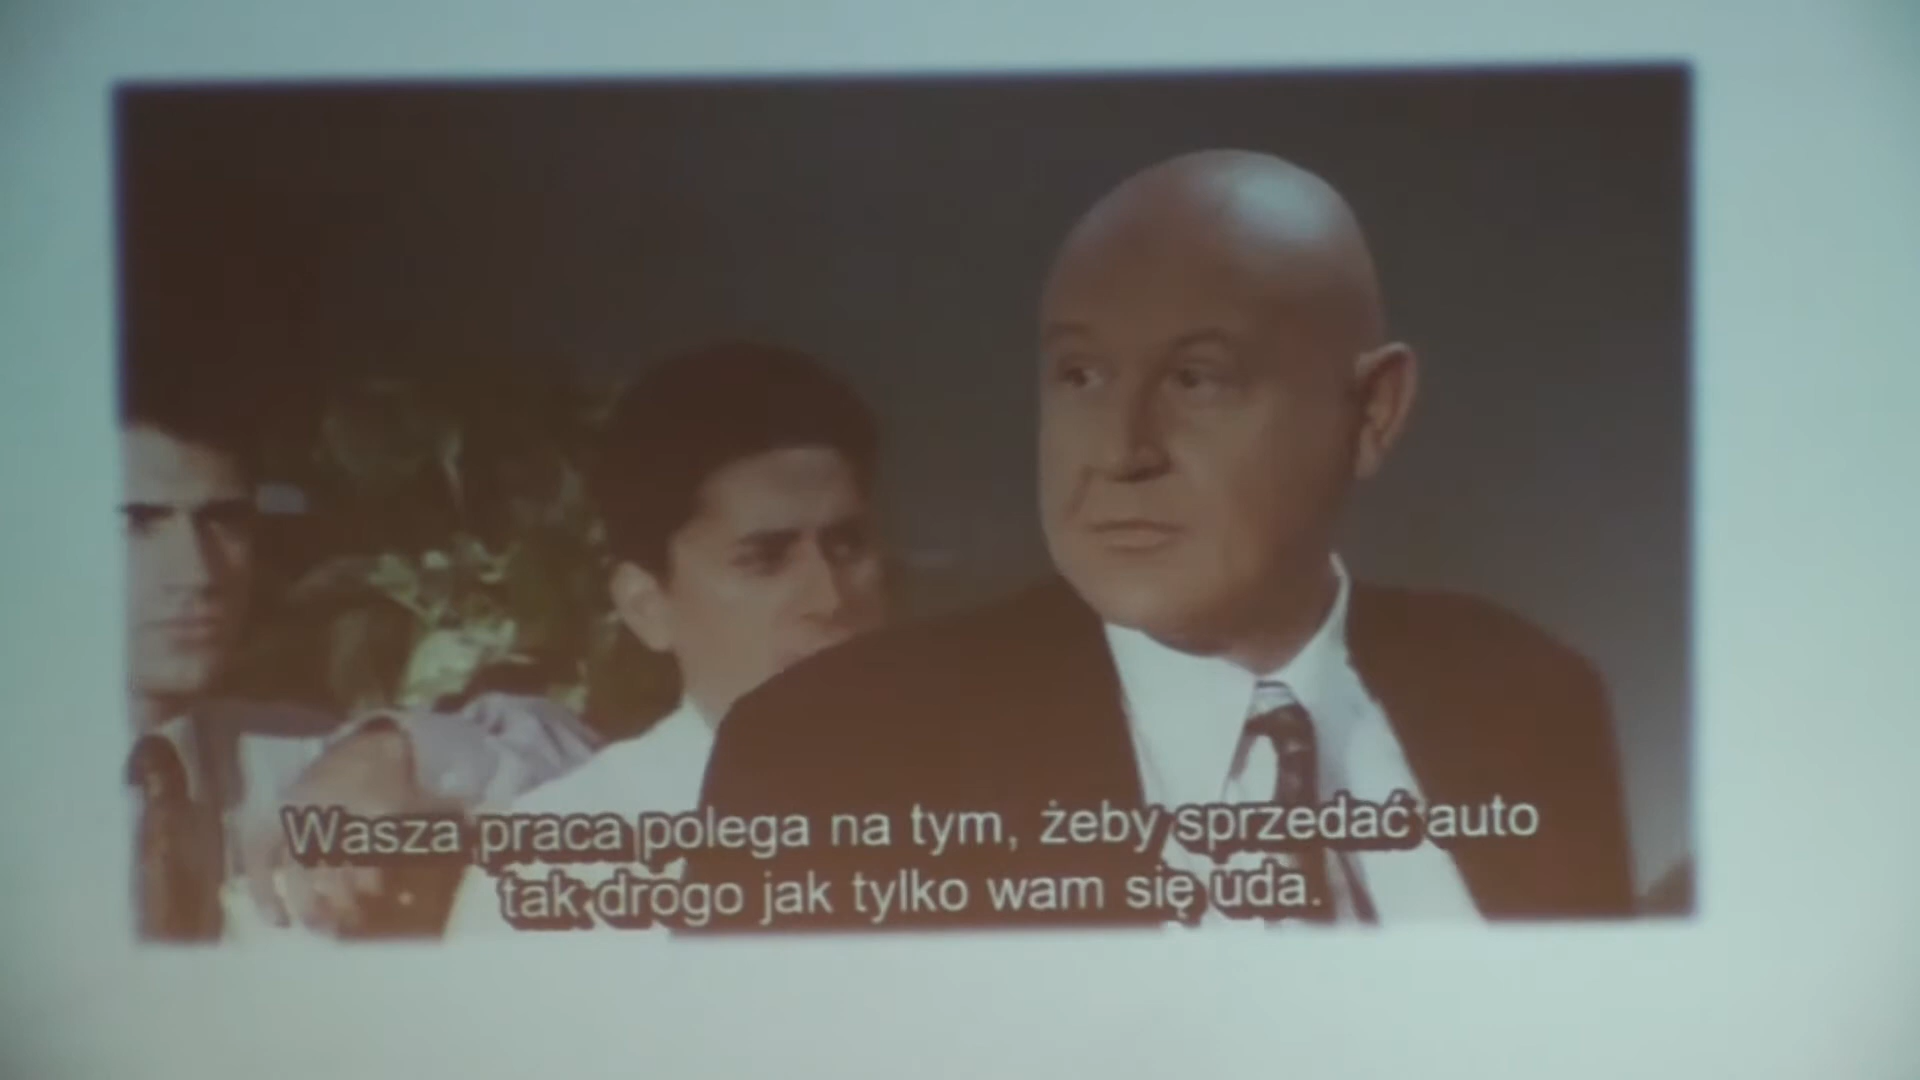 Wasza praca polega na tym, żeby sprzedać auto
tak drogo jak tylko wam się uda.